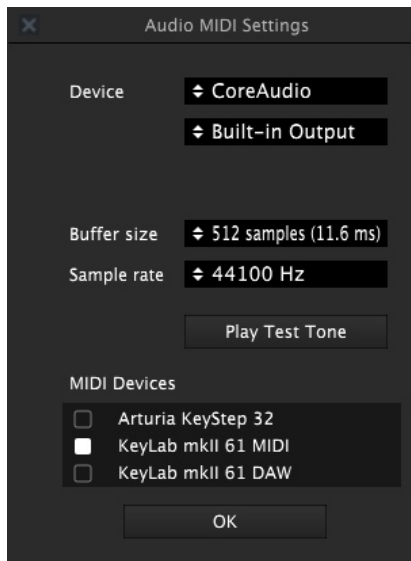 Audio MIDI Settings
Device
CoreAudio
Built-in Output
Buffer size
512 samples (11.6 ms)
Sample rate
44100 Hz
Play Test Tone
MIDI Devices
Arturia KeyStep 32
KeyLab mkII 61 MIDI
KeyLab mkII 61 DAW
OK